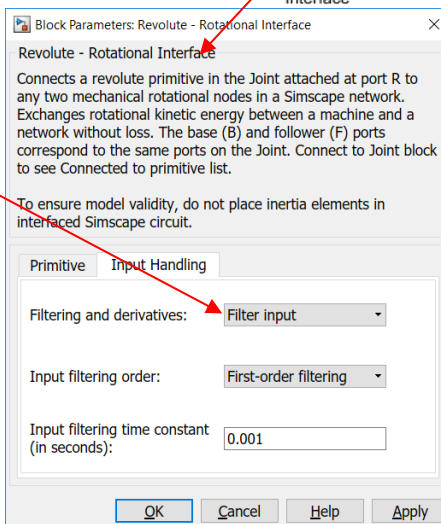 Interface
Block Parameters: Revolute - Rotational Interface
Revolute - Rotational Interface
Connects a revolute primitive in the Joint attached at port R to
any two mechanical rotational nodes in a Simscape network.
Exchanges rotational kinetic energy between a machine and a
network without loss. The base (B) and follower (F) ports
correspond to the same ports on the Joint. Connect to Joint block
to see Connected to primitive list.
To ensure model validity, do not place inertia elements in
interfaced Simscape circuit.
Primitive Input Handling
Filtering and derivatives: Filter input
Input filtering order: First-order filtering
Input filtering time constant
(in seconds): 0.001
OK Cancel Help Apply